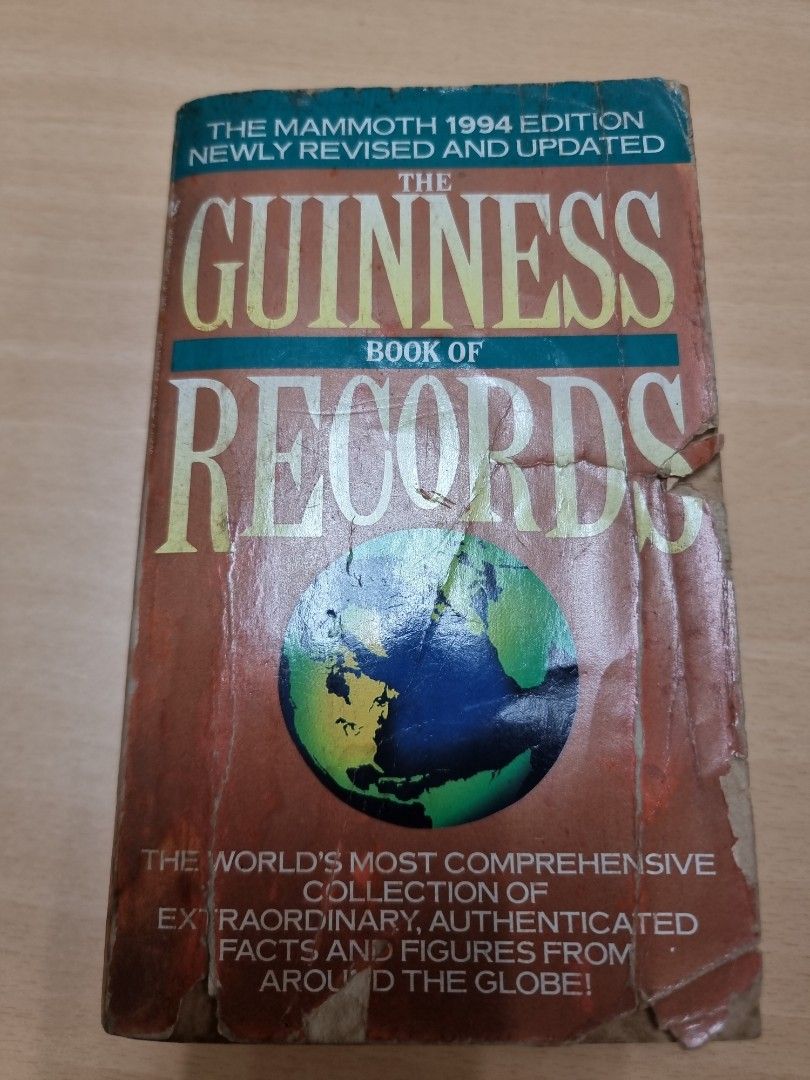 THE MAMMOTH 1994 EDITION
NEWLY REVISED AND UPDATED
THE
GUINNESS
BOOK OF
RECORDS
THE WORLD'S MOST COMPREHENSIVE
COLLECTION OF
EXTRAORDINARY, AUTHENTICATED
FACTS AND FIGURES FROM
AROUND THE GLOBE!